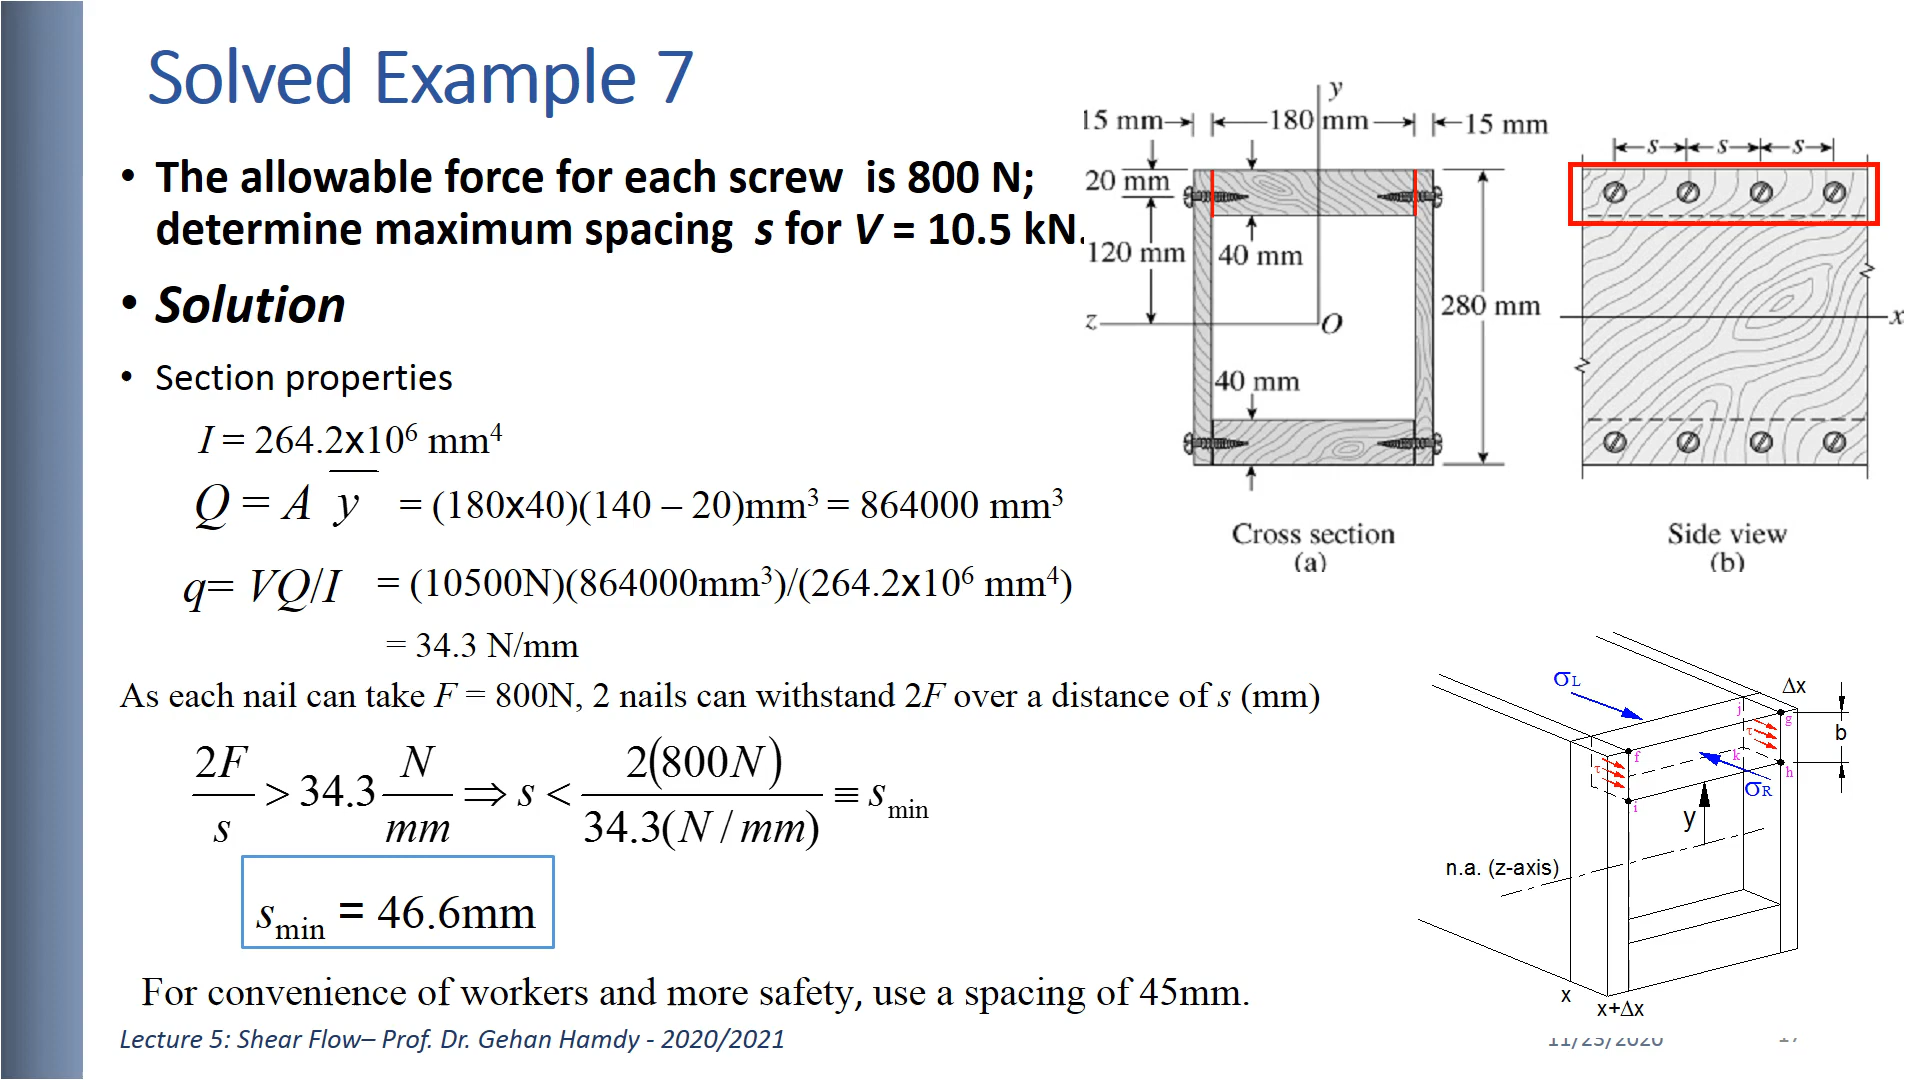 Solved Example 7
• The allowable force for each screw is 800 N;
determine maximum spacing s for V = 10.5 kN.
• Solution
• Section properties
I = 264.2x10⁶ mm⁴
Q = A y̅ = (180x40)(140 – 20)mm³ = 864000 mm³
q= VQ/I = (10500N)(864000mm³)/(264.2x10⁶ mm⁴)
= 34.3 N/mm
As each nail can take F = 800N, 2 nails can withstand 2F over a distance of s (mm)
2F/s > 34.3 N/mm ⇒ s < 2(800N)/34.3(N / mm) ≡ s_min
s_min = 46.6mm
For convenience of workers and more safety, use a spacing of 45mm.
Lecture 5: Shear Flow– Prof. Dr. Gehan Hamdy - 2020/2021
y
15 mm 180 mm 15 mm
20 mm
120 mm
40 mm
280 mm
z
O
40 mm
Cross section
(a)
s s s
x
Side view
(b)
σL
Δx
j
g
τ
b
f
k
τ
h
σR
i
y
n.a. (z-axis)
x
x+Δx
11/23/2020
17